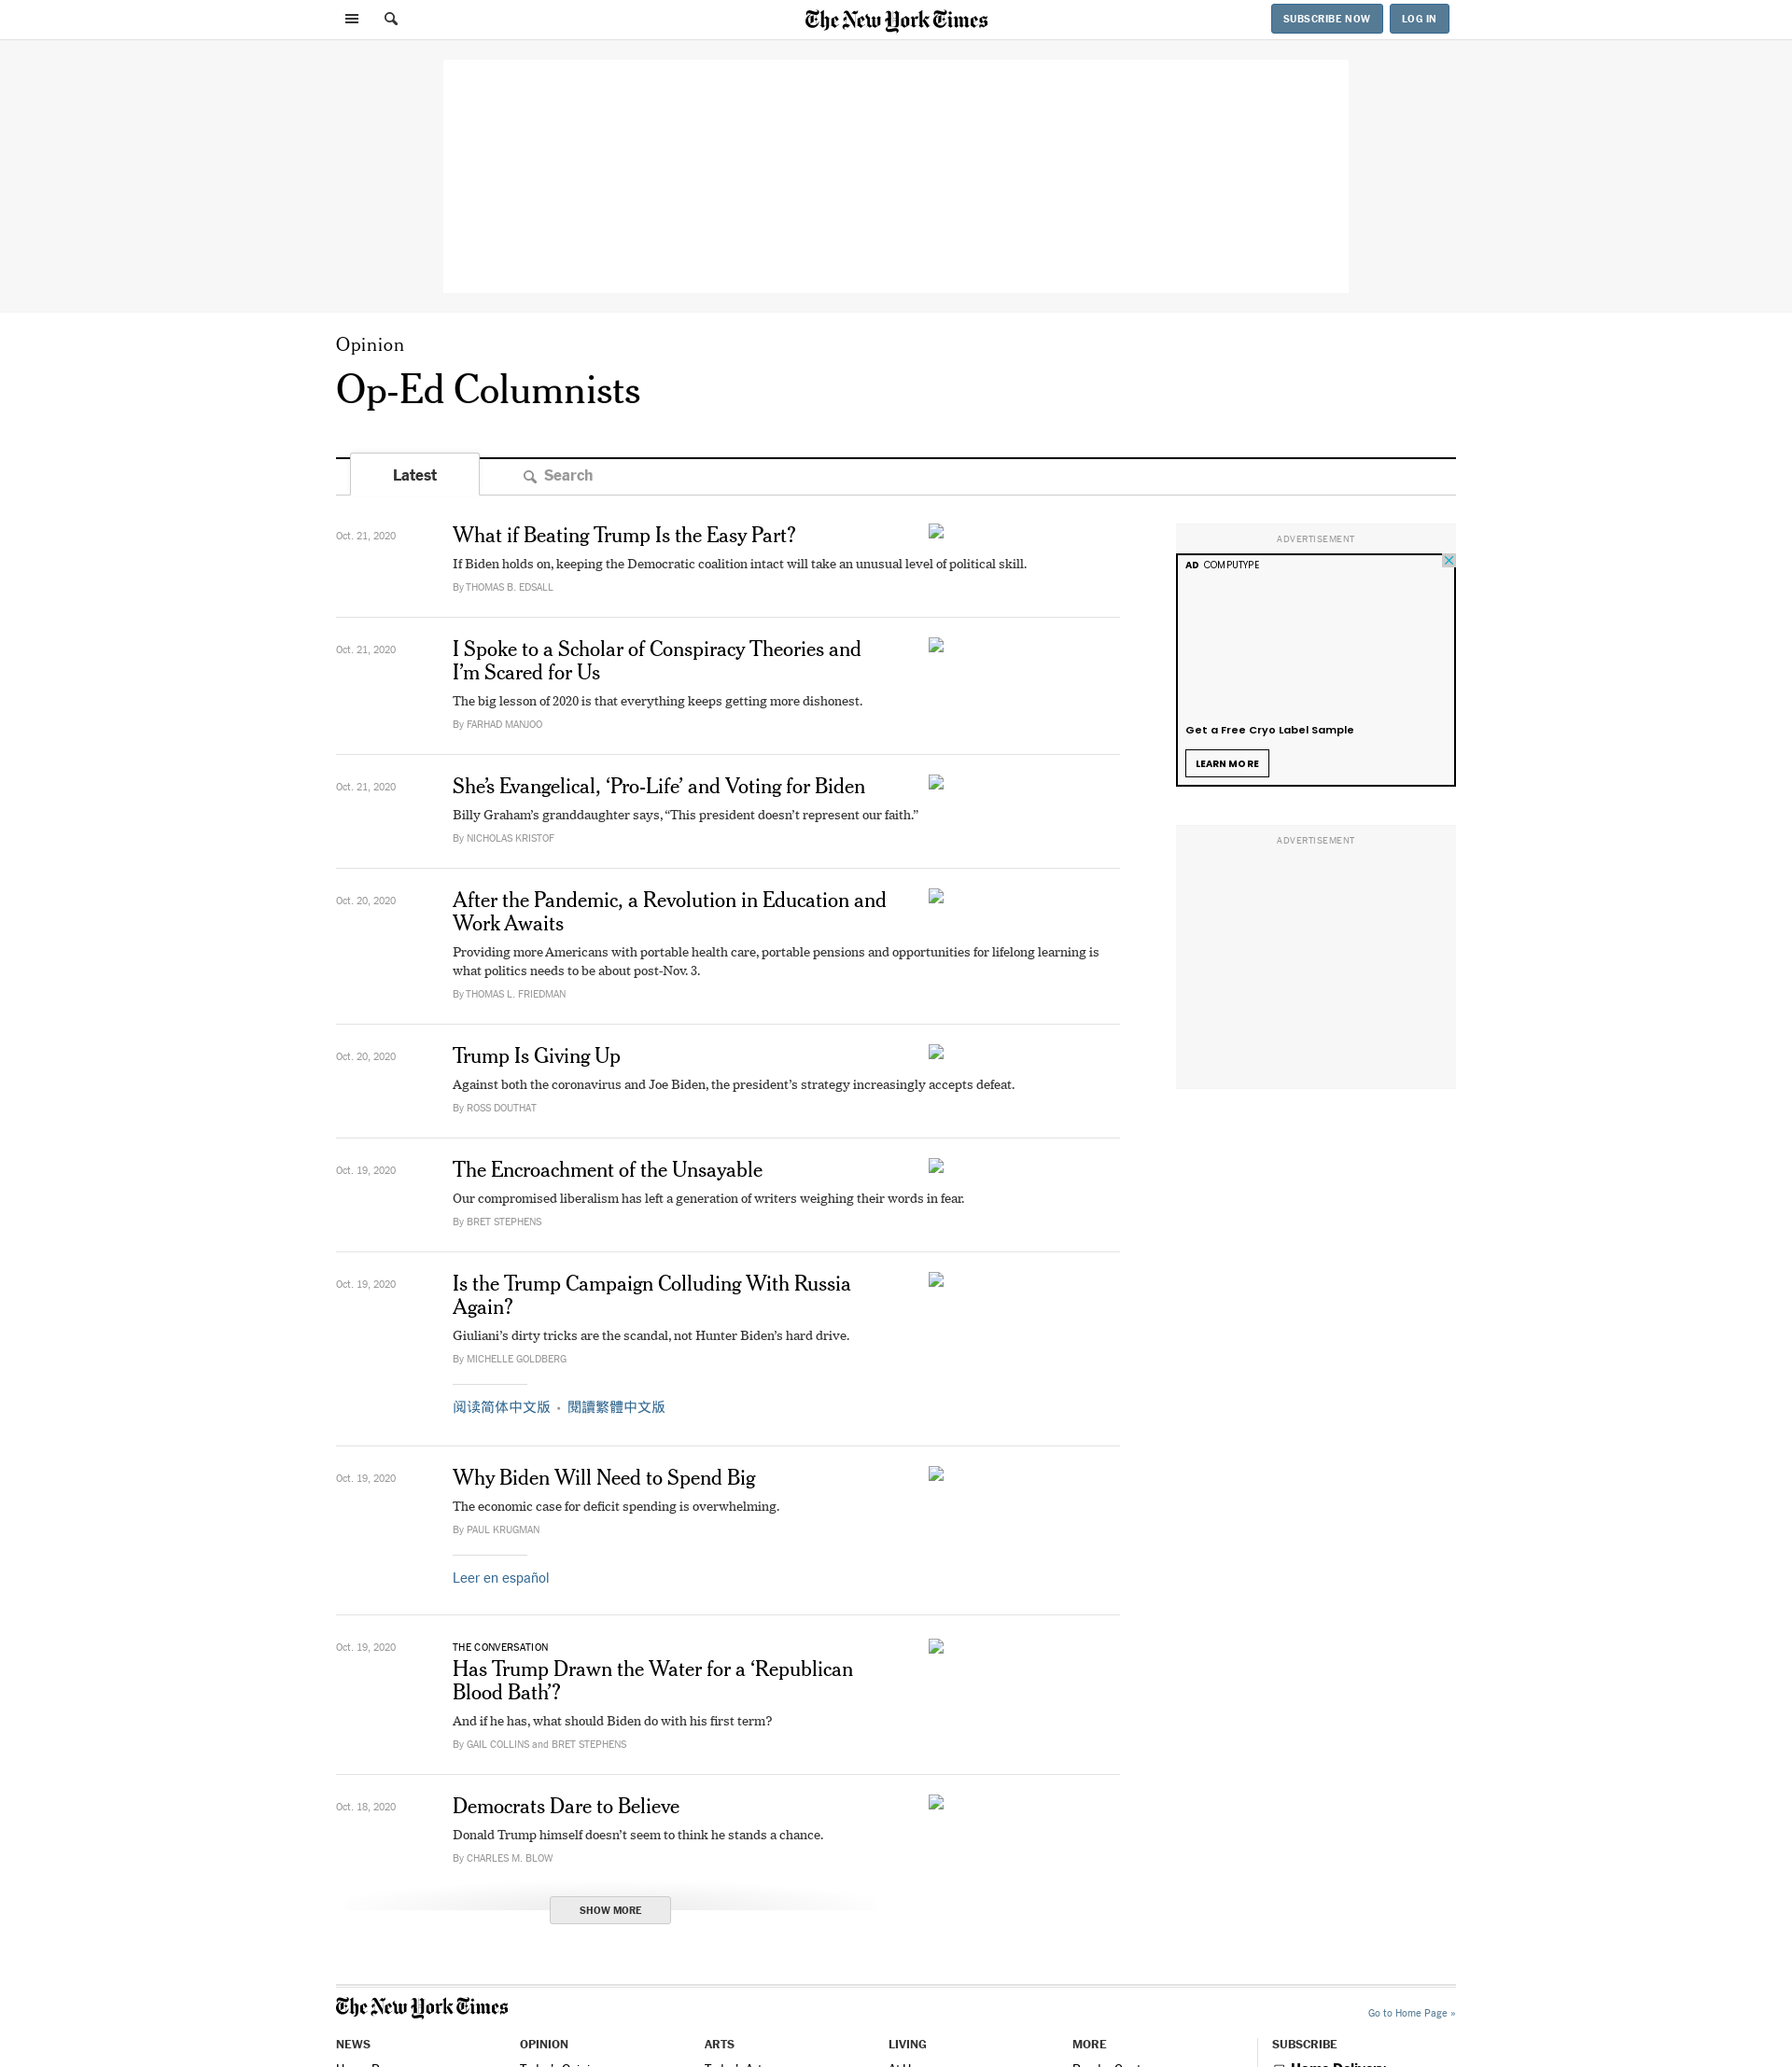 The New York Times
SUBSCRIBE NOW
LOG IN
Opinion
Op-Ed Columnists
Latest
Search
Oct. 21, 2020
What if Beating Trump Is the Easy Part?
If Biden holds on, keeping the Democratic coalition intact will take an unusual level of political skill.
By THOMAS B. EDSALL
Oct. 21, 2020
I Spoke to a Scholar of Conspiracy Theories and
I’m Scared for Us
The big lesson of 2020 is that everything keeps getting more dishonest.
By FARHAD MANJOO
Oct. 21, 2020
She’s Evangelical, ‘Pro-Life’ and Voting for Biden
Billy Graham’s granddaughter says, “This president doesn’t represent our faith.”
By NICHOLAS KRISTOF
Oct. 20, 2020
After the Pandemic, a Revolution in Education and
Work Awaits
Providing more Americans with portable health care, portable pensions and opportunities for lifelong learning is
what politics needs to be about post-Nov. 3.
By THOMAS L. FRIEDMAN
Oct. 20, 2020
Trump Is Giving Up
Against both the coronavirus and Joe Biden, the president’s strategy increasingly accepts defeat.
By ROSS DOUTHAT
Oct. 19, 2020
The Encroachment of the Unsayable
Our compromised liberalism has left a generation of writers weighing their words in fear.
By BRET STEPHENS
Oct. 19, 2020
Is the Trump Campaign Colluding With Russia
Again?
Giuliani’s dirty tricks are the scandal, not Hunter Biden’s hard drive.
By MICHELLE GOLDBERG
阅读简体中文版 • 閱讀繁體中文版
Oct. 19, 2020
Why Biden Will Need to Spend Big
The economic case for deficit spending is overwhelming.
By PAUL KRUGMAN
Leer en español
Oct. 19, 2020
THE CONVERSATION
Has Trump Drawn the Water for a ‘Republican
Blood Bath’?
And if he has, what should Biden do with his first term?
By GAIL COLLINS and BRET STEPHENS
Oct. 18, 2020
Democrats Dare to Believe
Donald Trump himself doesn’t seem to think he stands a chance.
By CHARLES M. BLOW
SHOW MORE
ADVERTISEMENT
AD COMPUTYPE
Get a Free Cryo Label Sample
LEARN MORE
ADVERTISEMENT
The New York Times
Go to Home Page »
NEWS
OPINION
ARTS
LIVING
MORE
SUBSCRIBE
Home Delivery